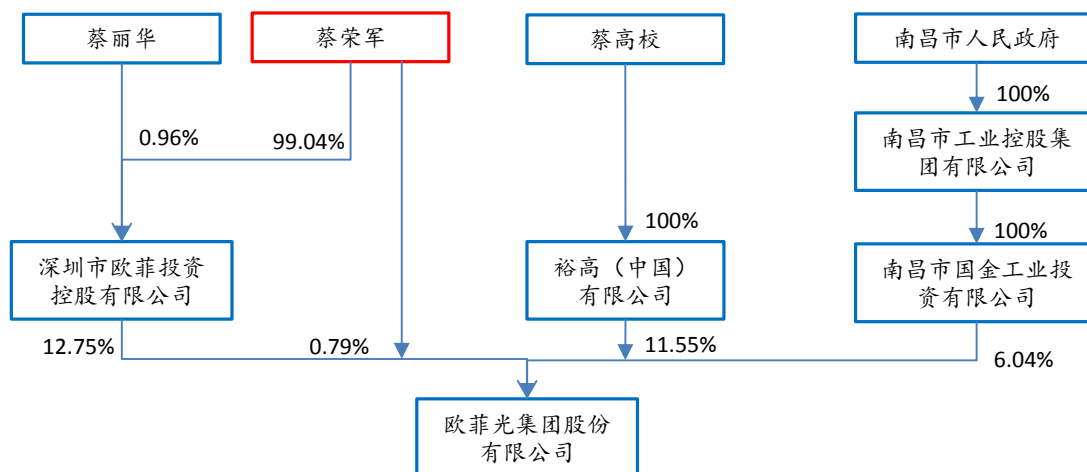 蔡丽华
蔡荣军
蔡高校
南昌市人民政府
100%
0.96%
99.04%
南昌市工业控股集
团有限公司
100%
100%
深圳市欧菲投资
控股有限公司
裕高（中国）
有限公司
南昌市国金工业投
资有限公司
12.75%
0.79%
11.55%
6.04%
欧菲光集团股份
有限公司